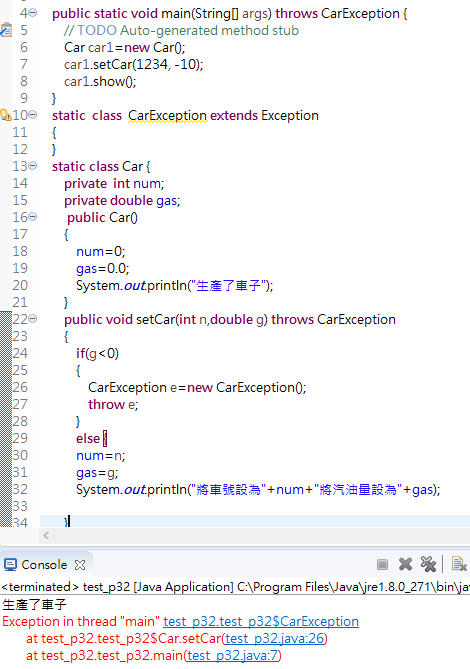 4 public static void main(String[] args) throws CarException {
5 // TODO Auto-generated method stub
6 Car car1=new Car();
7 car1.setCar(1234, -10);
8 car1.show();
9 }
10 static class CarException extends Exception
11 {
12 }
13 static class Car {
14 private int num;
15 private double gas;
16 public Car()
17 {
18 num=0;
19 gas=0.0;
20 System.out.println("生產了車子");
21 }
22 public void setCar(int n,double g) throws CarException
23 {
24 if(g<0)
25 {
26 CarException e=new CarException();
27 throw e;
28 }
29 else {
30 num=n;
31 gas=g;
32 System.out.println("將車號設為"+num+"將汽油量設為"+gas);
33
34 }
Console
<terminated> test_p32 [Java Application] C:\Program Files\Java\jre1.8.0_271\bin\jav
生產了車子
Exception in thread "main" test_p32.test_p32$CarException
at test_p32.test_p32$Car.setCar(test_p32.java:26)
at test_p32.test_p32.main(test_p32.java:7)